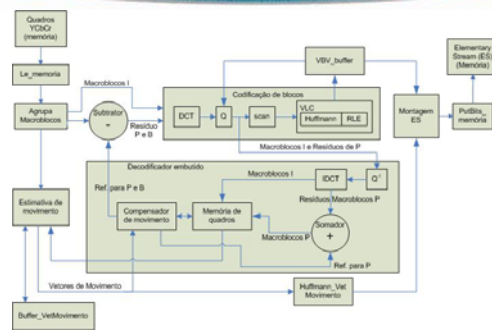 Quadros
YCbCr
(memória)
Le_memoria
Agrupa
Macroblocos
Macroblocos I
Subtrator
-
Resíduo
P e B
Codificação de blocos
DCT
Q
scan
VLC
Huffmann
RLE
VBV_buffer
Montagem
ES
Elementary
Stream (ES)
(Memória)
PutBits_
memória
Macroblocos I e Resíduos de P
Decodificador embutido
Ref. para P e B
Macroblocos I
IDCT
Q⁻¹
Resíduos Macroblocos P
Estimativa de
movimento
Compensador
de movimento
Memória de
quadros
Somador
+
Macroblocos P
Ref. para P
Vetores de Movimento
Huffmann_Vet
Movimento
Buffer_VetMovimento